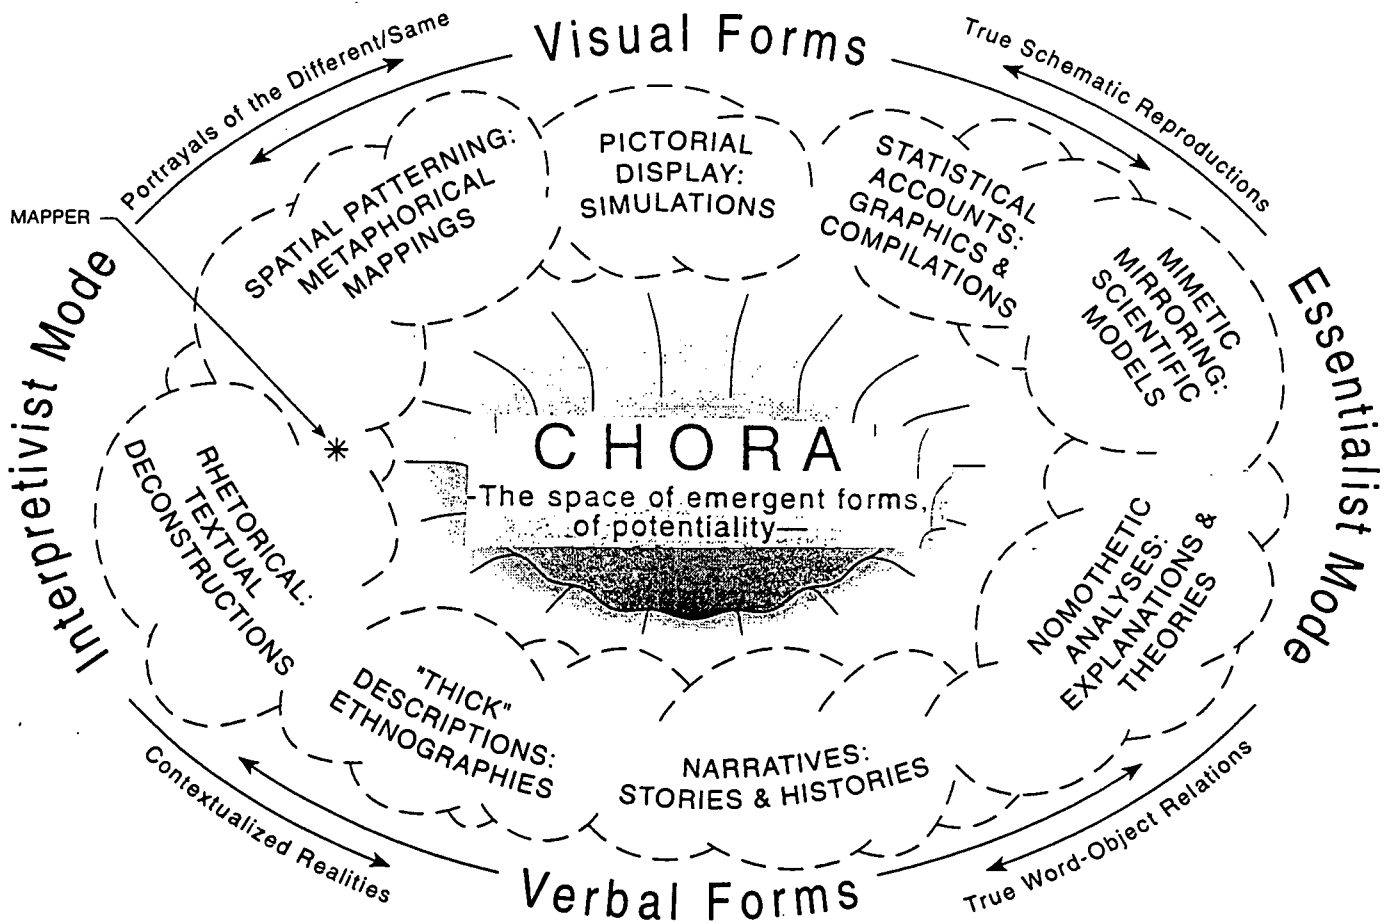 Visual Forms
Portrayals of the Different/Same
True Schematic Reproductions
MAPPER
SPATIAL PATTERNING:
METAPHORICAL
MAPPINGS
PICTORIAL
DISPLAY:
SIMULATIONS
STATISTICAL
ACCOUNTS:
GRAPHICS &
COMPILATIONS
MIMETIC
MIRRORING:
SCIENTIFIC
MODELS
Interpretivist Mode
Essentialist Mode
CHORA
-The space of emergent forms,
of potentiality—
RHETORICAL:
TEXTUAL
DECONSTRUCTIONS
NOMOTHETIC
ANALYSES:
EXPLANATIONS &
THEORIES
"THICK"
DESCRIPTIONS:
ETHNOGRAPHIES
NARRATIVES:
STORIES & HISTORIES
Contextualized Realities
True Word-Object Relations
Verbal Forms